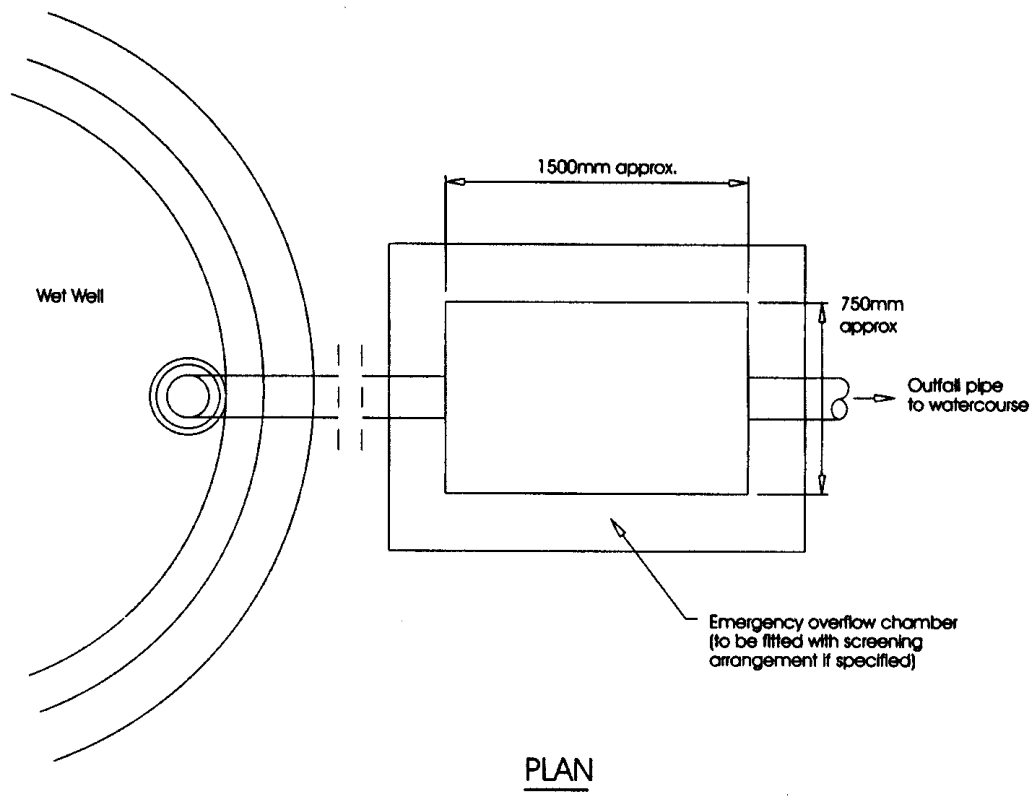 1500mm approx.
Wet Well
750mm
approx
Outfall pipe
to watercourse
Emergency overflow chamber
(to be fitted with screening
arrangement if specified)
PLAN